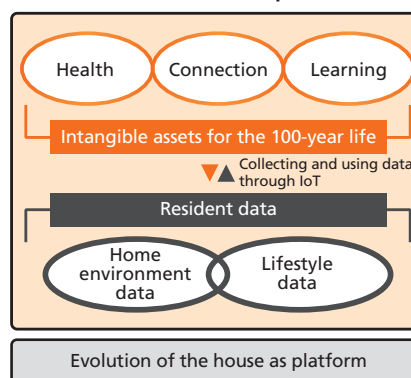 Health
Connection
Learning
Intangible assets for the 100-year life
Collecting and using data
through IoT
Resident data
Home
environment
data
Lifestyle
data
Evolution of the house as platform